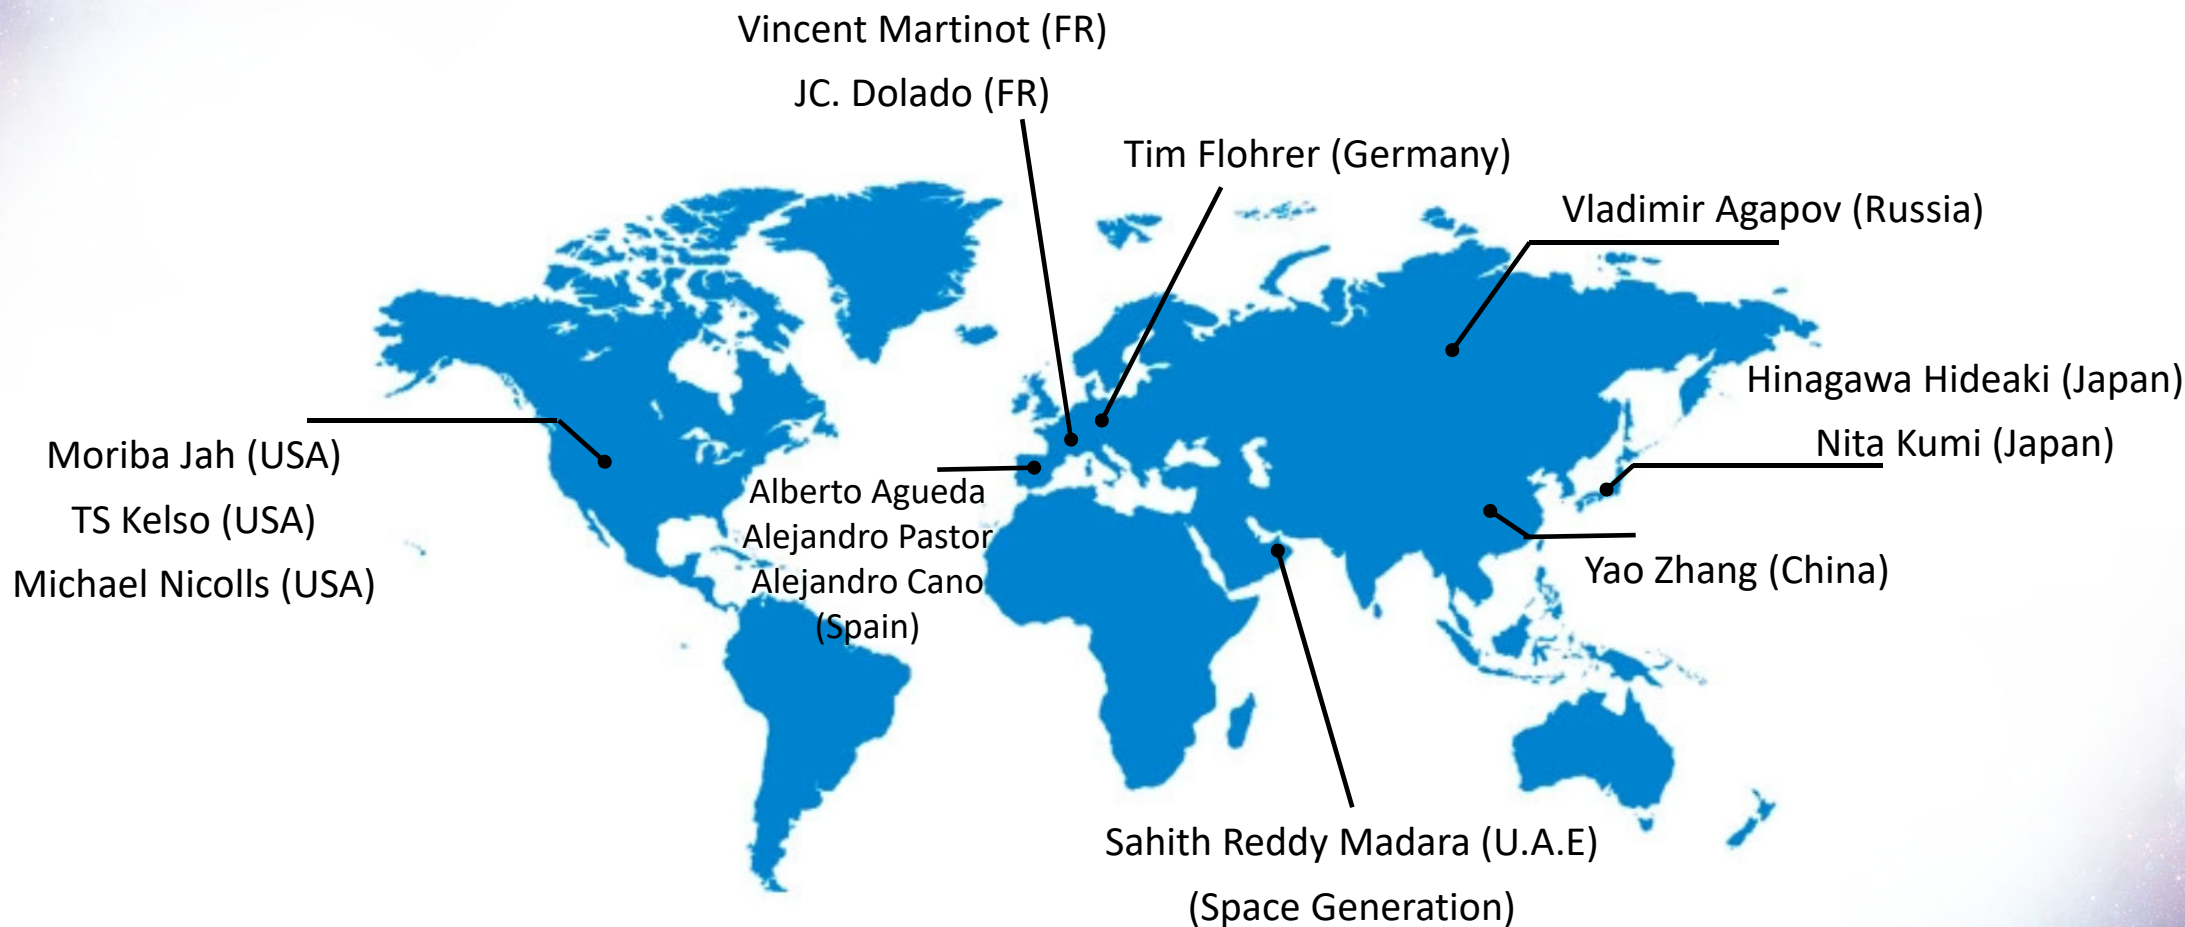 Vincent Martinot (FR)
JC. Dolado (FR)
Tim Flohrer (Germany)
Vladimir Agapov (Russia)
Hinagawa Hideaki (Japan)
Nita Kumi (Japan)
Moriba Jah (USA)
TS Kelso (USA)
Michael Nicolls (USA)
Alberto Agueda
Alejandro Pastor
Alejandro Cano
(Spain)
Yao Zhang (China)
Sahith Reddy Madara (U.A.E)
(Space Generation)